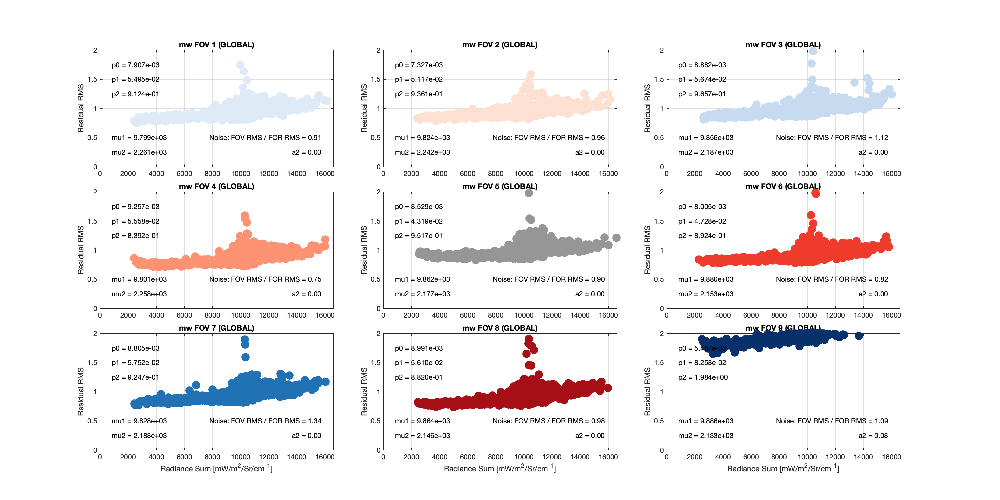 mw FOV 1 (GLOBAL)
Residual RMS
2
1.5
1
0.5
0
p0 = 7.907e-03
p1 = 5.495e-02
p2 = 9.124e-01
mu1 = 9.799e+03
Noise: FOV RMS / FOR RMS = 0.91
mu2 = 2.261e+03
a2 = 0.00
0 2000 4000 6000 8000 10000 12000 14000 16000
mw FOV 2 (GLOBAL)
Residual RMS
2
1.5
1
0.5
0
p0 = 7.327e-03
p1 = 5.117e-02
p2 = 9.361e-01
mu1 = 9.824e+03
Noise: FOV RMS / FOR RMS = 0.96
mu2 = 2.242e+03
a2 = 0.00
0 2000 4000 6000 8000 10000 12000 14000 16000
mw FOV 3 (GLOBAL)
Residual RMS
2
1.5
1
0.5
0
p0 = 8.882e-03
p1 = 5.674e-02
p2 = 9.657e-01
mu1 = 9.856e+03
Noise: FOV RMS / FOR RMS = 1.12
mu2 = 2.187e+03
a2 = 0.00
0 2000 4000 6000 8000 10000 12000 14000 16000
mw FOV 4 (GLOBAL)
Residual RMS
2
1.5
1
0.5
0
p0 = 9.257e-03
p1 = 5.558e-02
p2 = 8.392e-01
mu1 = 9.801e+03
Noise: FOV RMS / FOR RMS = 0.75
mu2 = 2.258e+03
a2 = 0.00
0 2000 4000 6000 8000 10000 12000 14000 16000
mw FOV 5 (GLOBAL)
Residual RMS
2
1.5
1
0.5
0
p0 = 8.529e-03
p1 = 4.319e-02
p2 = 9.517e-01
mu1 = 9.862e+03
Noise: FOV RMS / FOR RMS = 0.90
mu2 = 2.177e+03
a2 = 0.00
0 2000 4000 6000 8000 10000 12000 14000 16000
mw FOV 6 (GLOBAL)
Residual RMS
2
1.5
1
0.5
0
p0 = 8.005e-03
p1 = 4.728e-02
p2 = 8.924e-01
mu1 = 9.880e+03
Noise: FOV RMS / FOR RMS = 0.82
mu2 = 2.153e+03
a2 = 0.00
0 2000 4000 6000 8000 10000 12000 14000 16000
mw FOV 7 (GLOBAL)
Residual RMS
2
1.5
1
0.5
0
p0 = 8.805e-03
p1 = 5.752e-02
p2 = 9.247e-01
mu1 = 9.828e+03
Noise: FOV RMS / FOR RMS = 1.34
mu2 = 2.188e+03
a2 = 0.00
0 2000 4000 6000 8000 10000 12000 14000 16000
Radiance Sum [mW/m²/Sr/cm⁻¹]
mw FOV 8 (GLOBAL)
Residual RMS
2
1.5
1
0.5
0
p0 = 8.991e-03
p1 = 5.610e-02
p2 = 8.820e-01
mu1 = 9.864e+03
Noise: FOV RMS / FOR RMS = 0.98
mu2 = 2.146e+03
a2 = 0.00
0 2000 4000 6000 8000 10000 12000 14000 16000
Radiance Sum [mW/m²/Sr/cm⁻¹]
mw FOV 9 (GLOBAL)
Residual RMS
2
1.5
1
0.5
0
p0 = 5.487e-03
p1 = 8.258e-02
p2 = 1.984e+00
mu1 = 9.886e+03
Noise: FOV RMS / FOR RMS = 1.09
mu2 = 2.133e+03
a2 = 0.08
0 2000 4000 6000 8000 10000 12000 14000 16000
Radiance Sum [mW/m²/Sr/cm⁻¹]